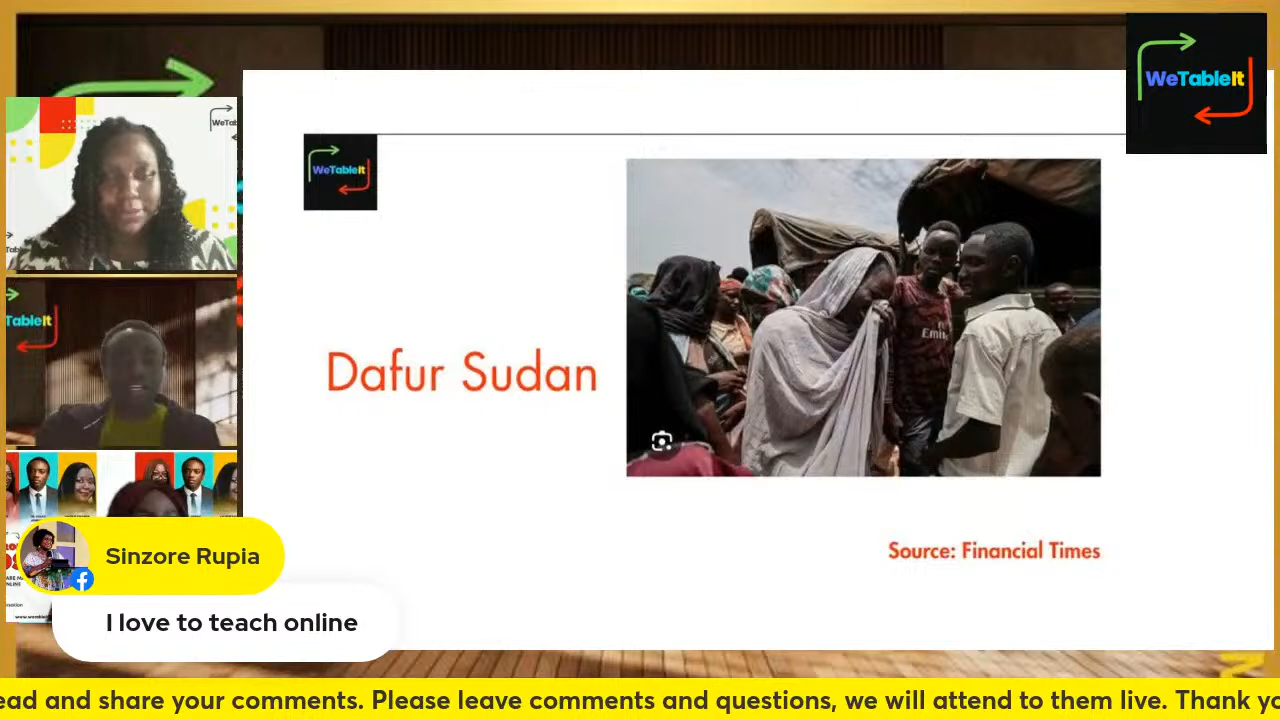 WeTableIt
WeTableIt
Dafur Sudan
Source: Financial Times
TableIt
Sinzore Rupia
I love to teach online
ead and share your comments. Please leave comments and questions, we will attend to them live. Thank yo